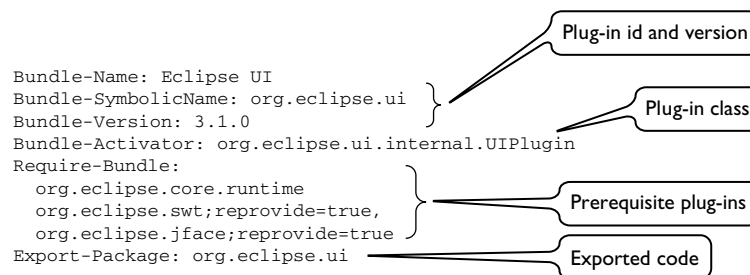 Plug-in id and version
Bundle-Name: Eclipse UI
Bundle-SymbolicName: org.eclipse.ui
Bundle-Version: 3.1.0
Plug-in class
Bundle-Activator: org.eclipse.ui.internal.UIPlugin
Require-Bundle:
org.eclipse.core.runtime
org.eclipse.swt;reprovide=true,
org.eclipse.jface;reprovide=true
Prerequisite plug-ins
Export-Package: org.eclipse.ui
Exported code